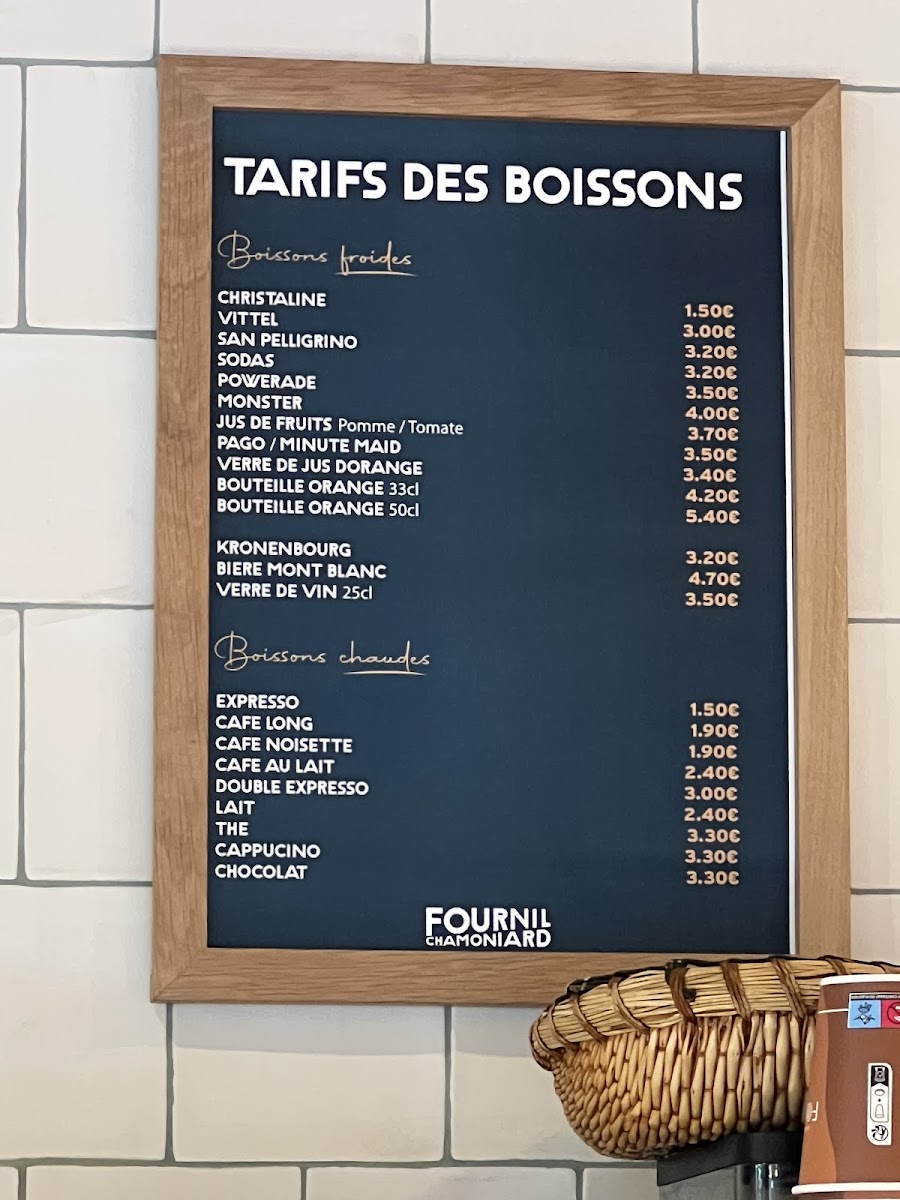 TARIFS DES BOISSONS
Boissons froides
CHRISTALINE 1.50€
VITTEL 3.00€
SAN PELLIGRINO 3.20€
SODAS 3.20€
POWERADE 3.50€
MONSTER 4.00€
JUS DE FRUITS Pomme / Tomate 3.70€
PAGO / MINUTE MAID 3.50€
VERRE DE JUS DORANGE 3.40€
BOUTEILLE ORANGE 33cl 4.20€
BOUTEILLE ORANGE 50cl 5.40€
KRONENBOURG 3.20€
BIERE MONT BLANC 4.70€
VERRE DE VIN 25cl 3.50€
Boissons chaudes
EXPRESSO 1.50€
CAFE LONG 1.90€
CAFE NOISETTE 1.90€
CAFE AU LAIT 2.40€
DOUBLE EXPRESSO 3.00€
LAIT 2.40€
THE 3.30€
CAPPUCINO 3.30€
CHOCOLAT 3.30€
FOURNIL
CHAMONIARD